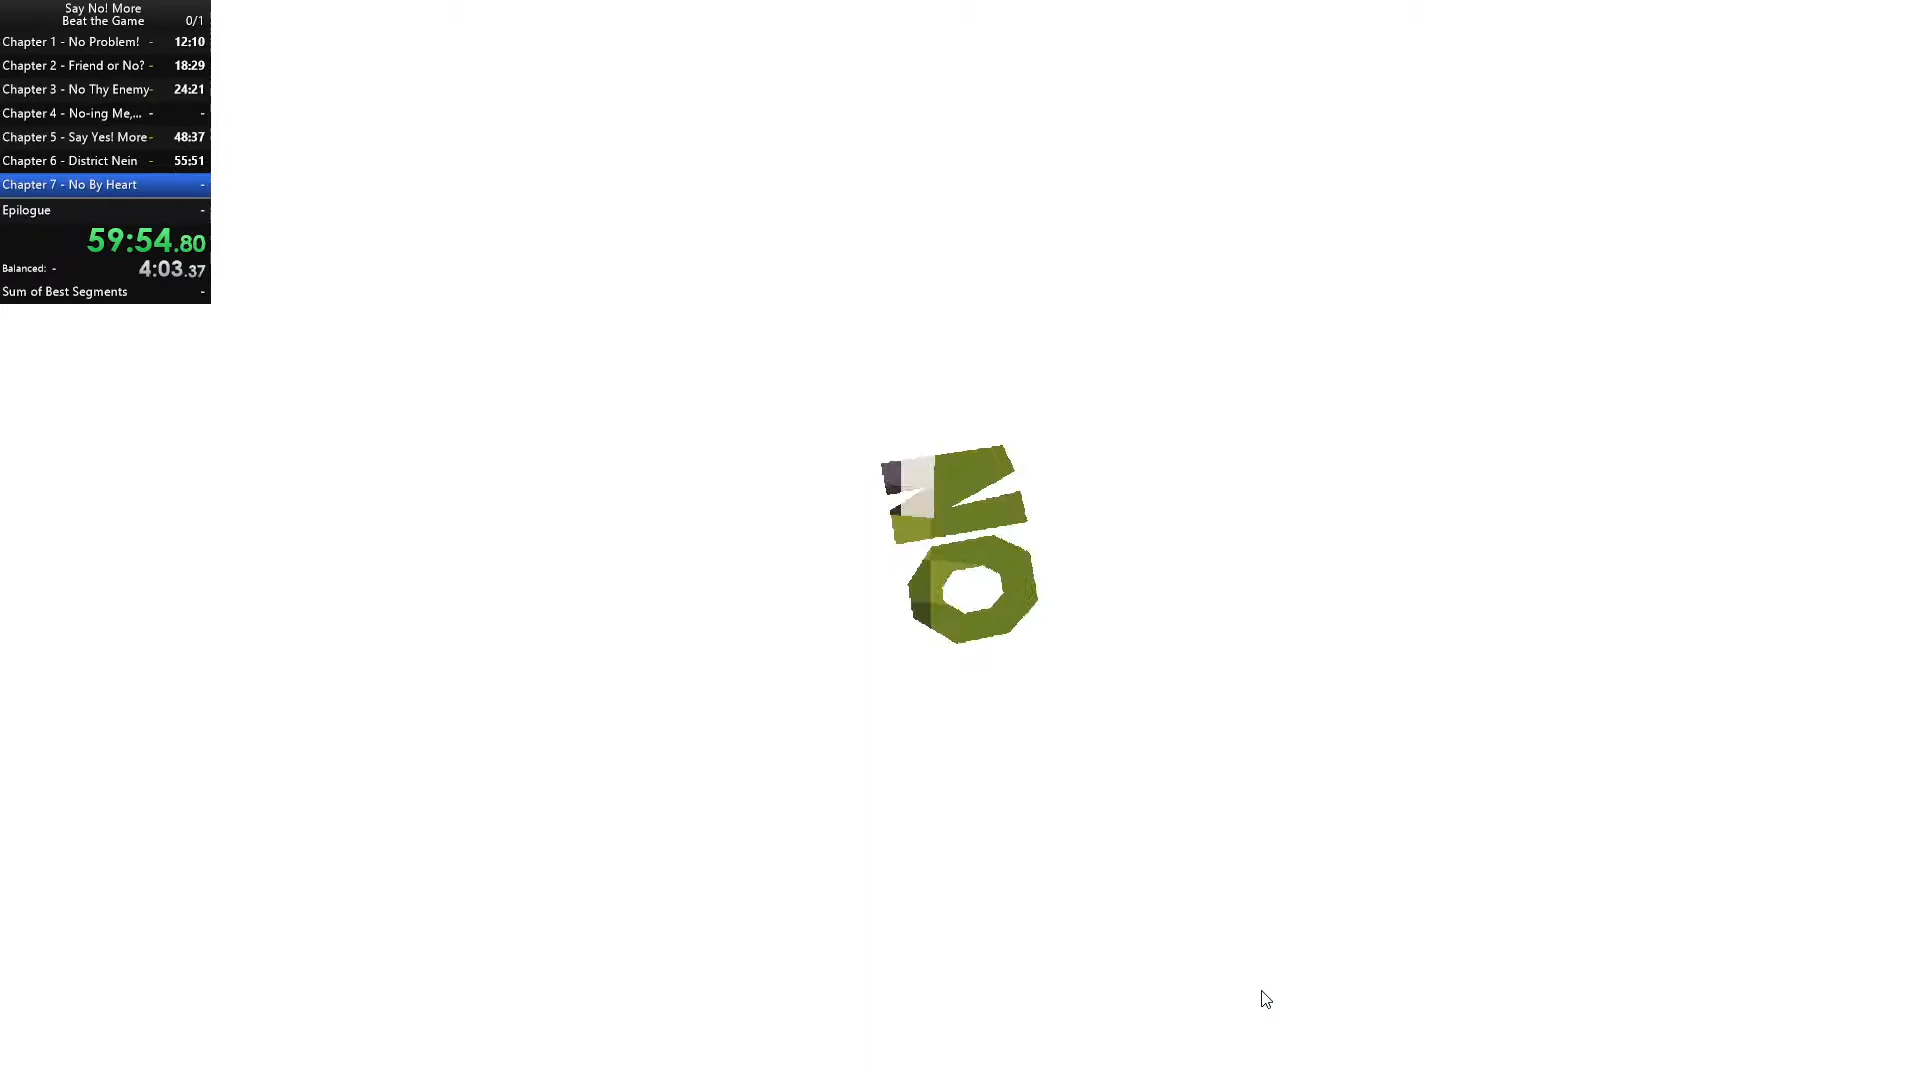 Say No! More
Beat the Game 0/1
Chapter 1 - No Problem! - 12:10
Chapter 2 - Friend or No? - 18:29
Chapter 3 - No Thy Enemy- 24:21
Chapter 4 - No-ing Me,... - -
Chapter 5 - Say Yes! More- 48:37
Chapter 6 - District Nein - 55:51
Chapter 7 - No By Heart -
Epilogue -
59:54.80
Balanced: - 4:03.37
Sum of Best Segments -
NO